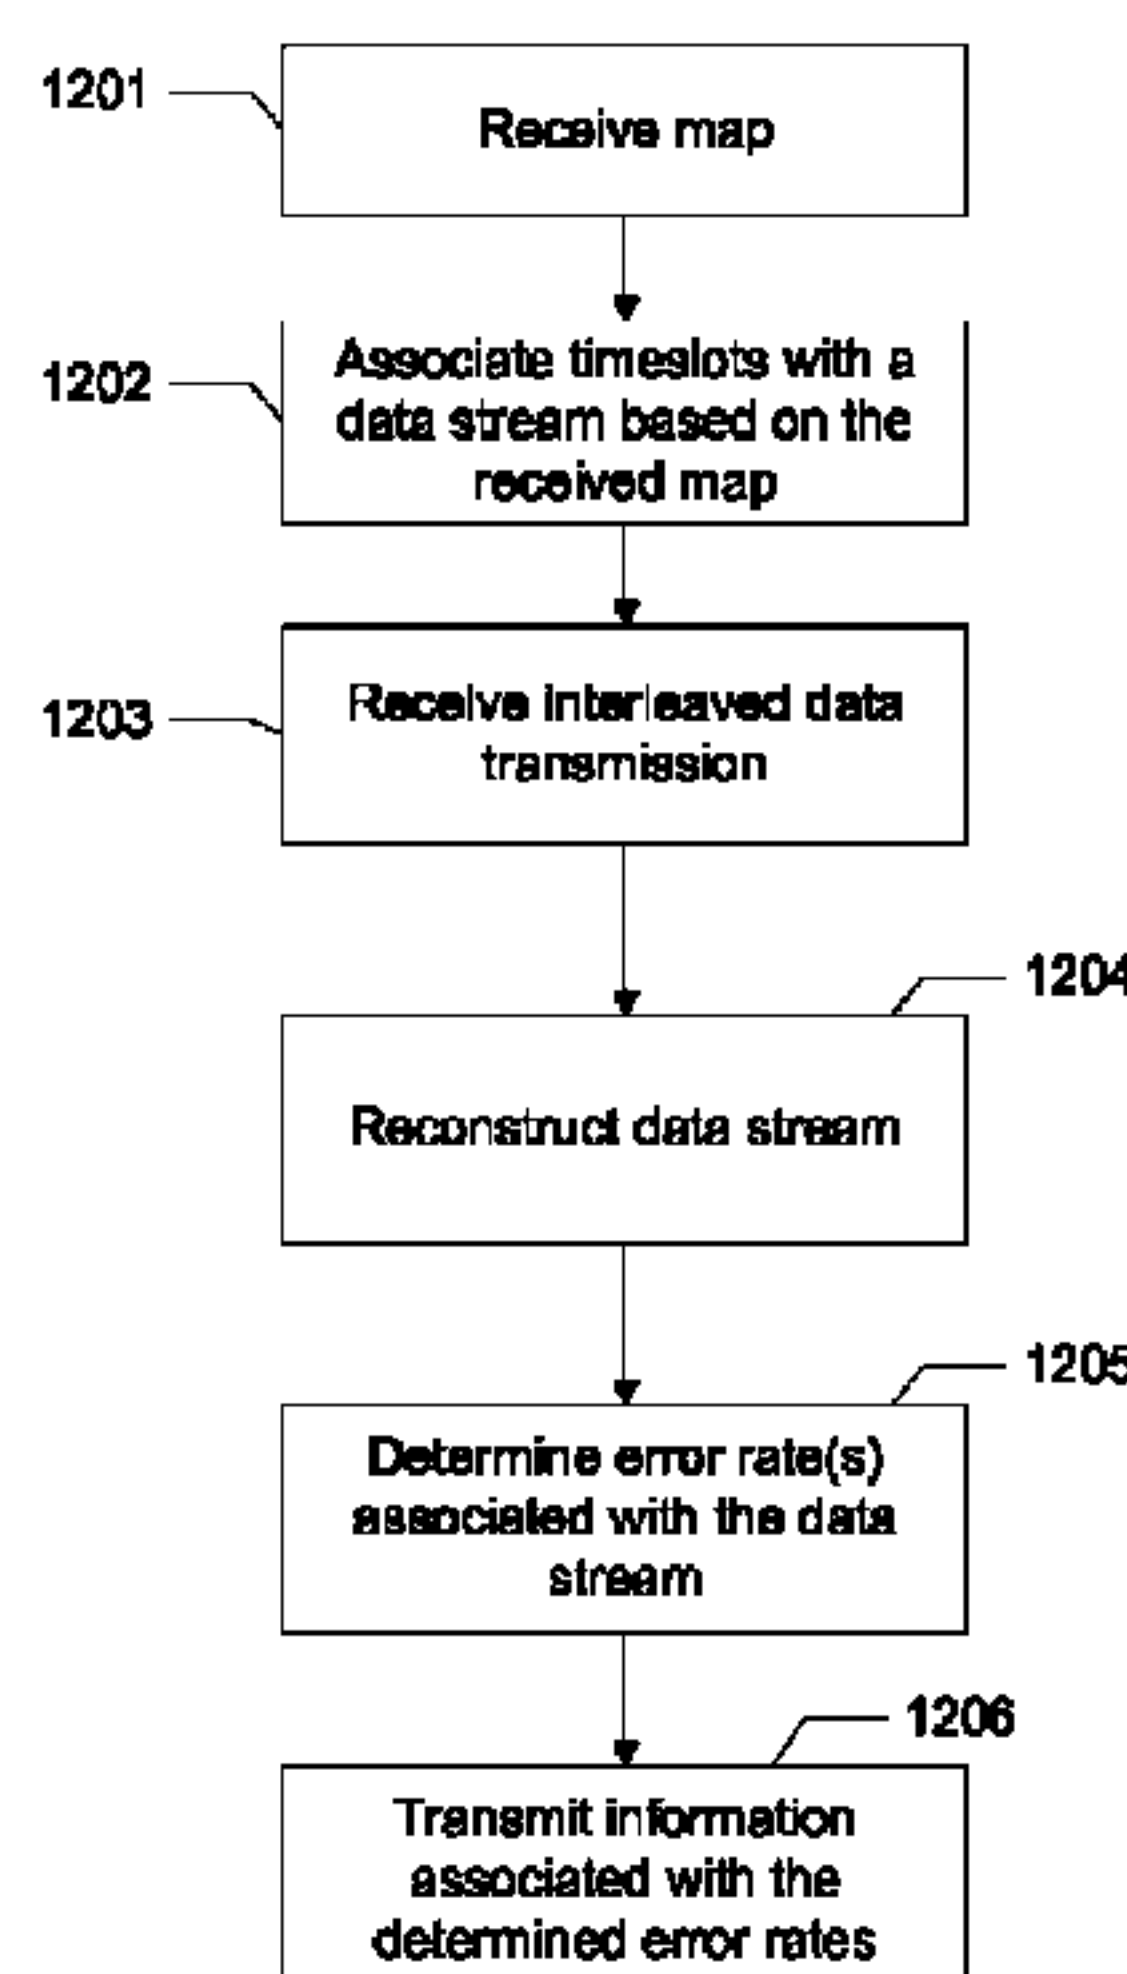 1201
Receive map
1202
Associate timeslots with a
data stream based on the
received map
1203
Receive interleaved data
transmission
1204
Reconstruct data stream
1205
Determine error rate(s)
associated with the data
stream
1206
Transmit information
associated with the
determined error rates